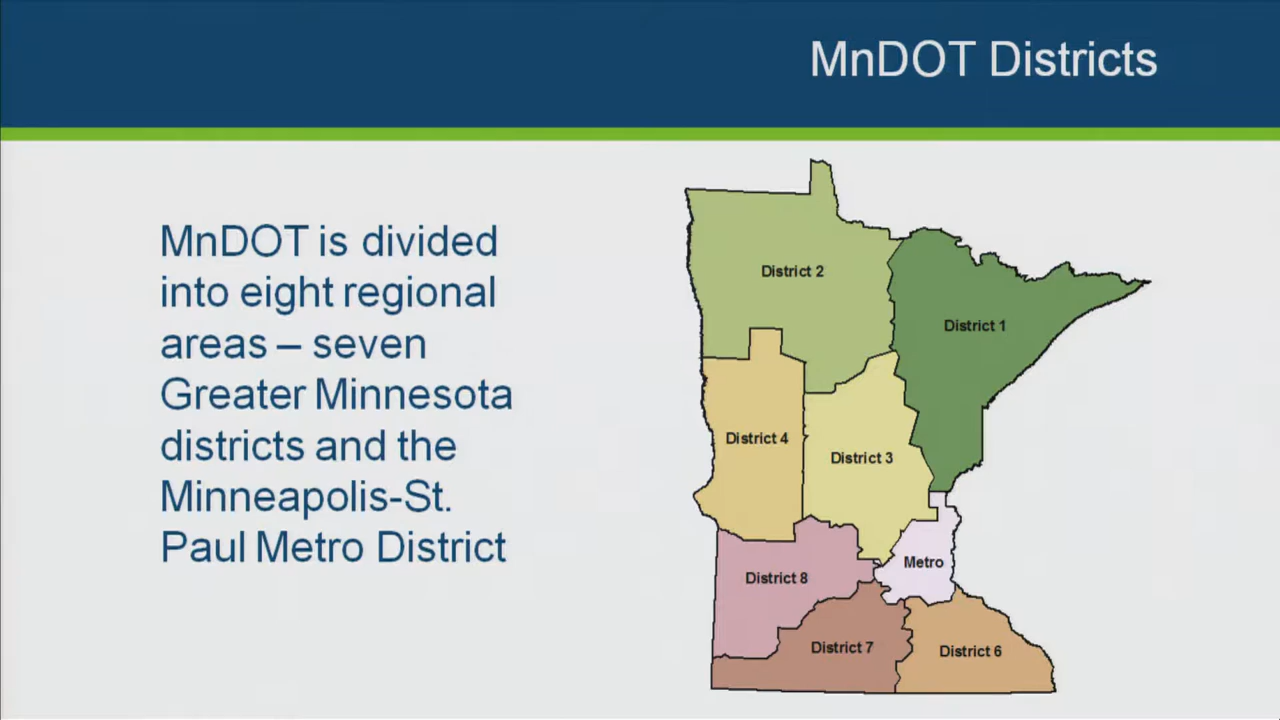 MnDOT Districts
MnDOT is divided
into eight regional
areas – seven
Greater Minnesota
districts and the
Minneapolis-St.
Paul Metro District
District 2
District 1
District 4
District 3
Metro
District 8
District 7
District 6